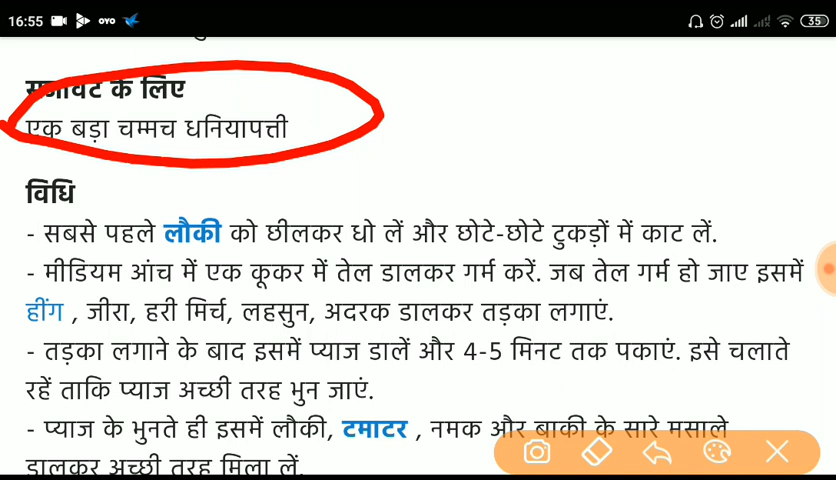 16:55 OYO 35
सजावट के लिए
एक बड़ा चम्मच धनियापत्ती
विधि
- सबसे पहले लौकी को छीलकर धो लें और छोटे-छोटे टुकड़ों में काट लें.
- मीडियम आंच में एक कूकर में तेल डालकर गर्म करें. जब तेल गर्म हो जाए इसमें
हींग , जीरा, हरी मिर्च, लहसुन, अदरक डालकर तड़का लगाएं.
- तड़का लगाने के बाद इसमें प्याज डालें और 4-5 मिनट तक पकाएं. इसे चलाते
रहें ताकि प्याज अच्छी तरह भुन जाएं.
- प्याज के भुनते ही इसमें लौकी, टमाटर , नमक और बाकी के सारे मसाले
डालकर अच्छी तरह मिला लें.